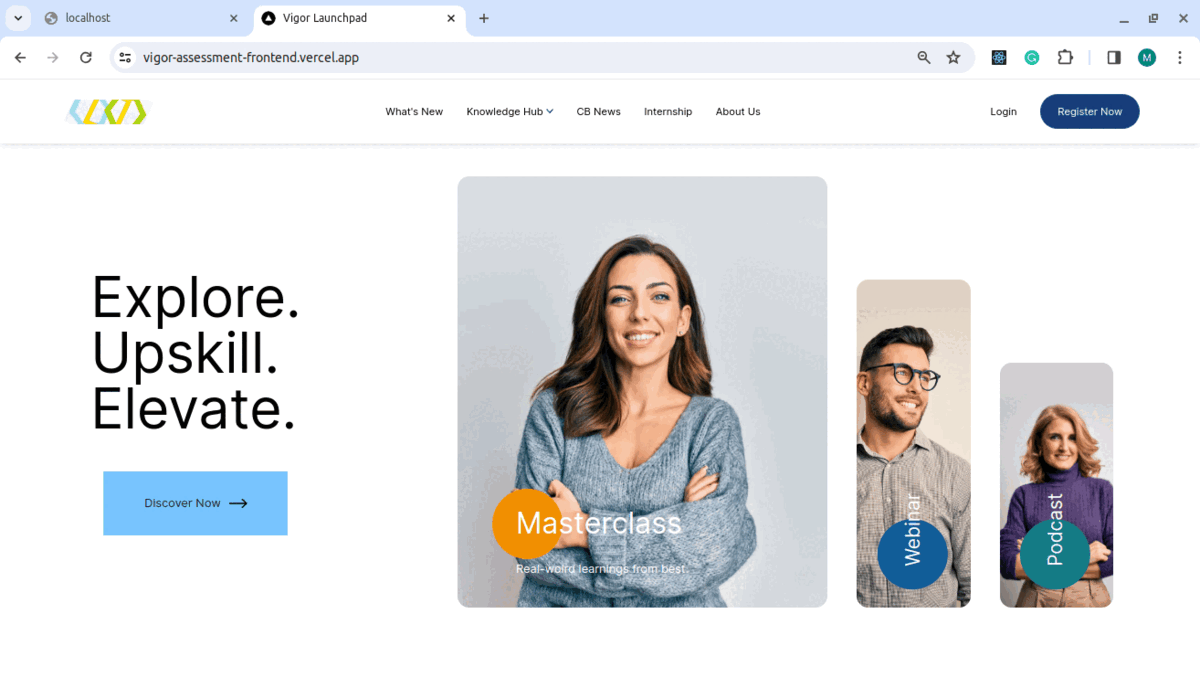 localhost
Vigor Launchpad
vigor-assessment-frontend.vercel.app
M
What's New
Knowledge Hub
CB News
Internship
About Us
Login
Register Now
Explore.
Upskill.
Elevate.
Discover Now
Masterclass
Real-world learnings from best.
Webinar
Podcast